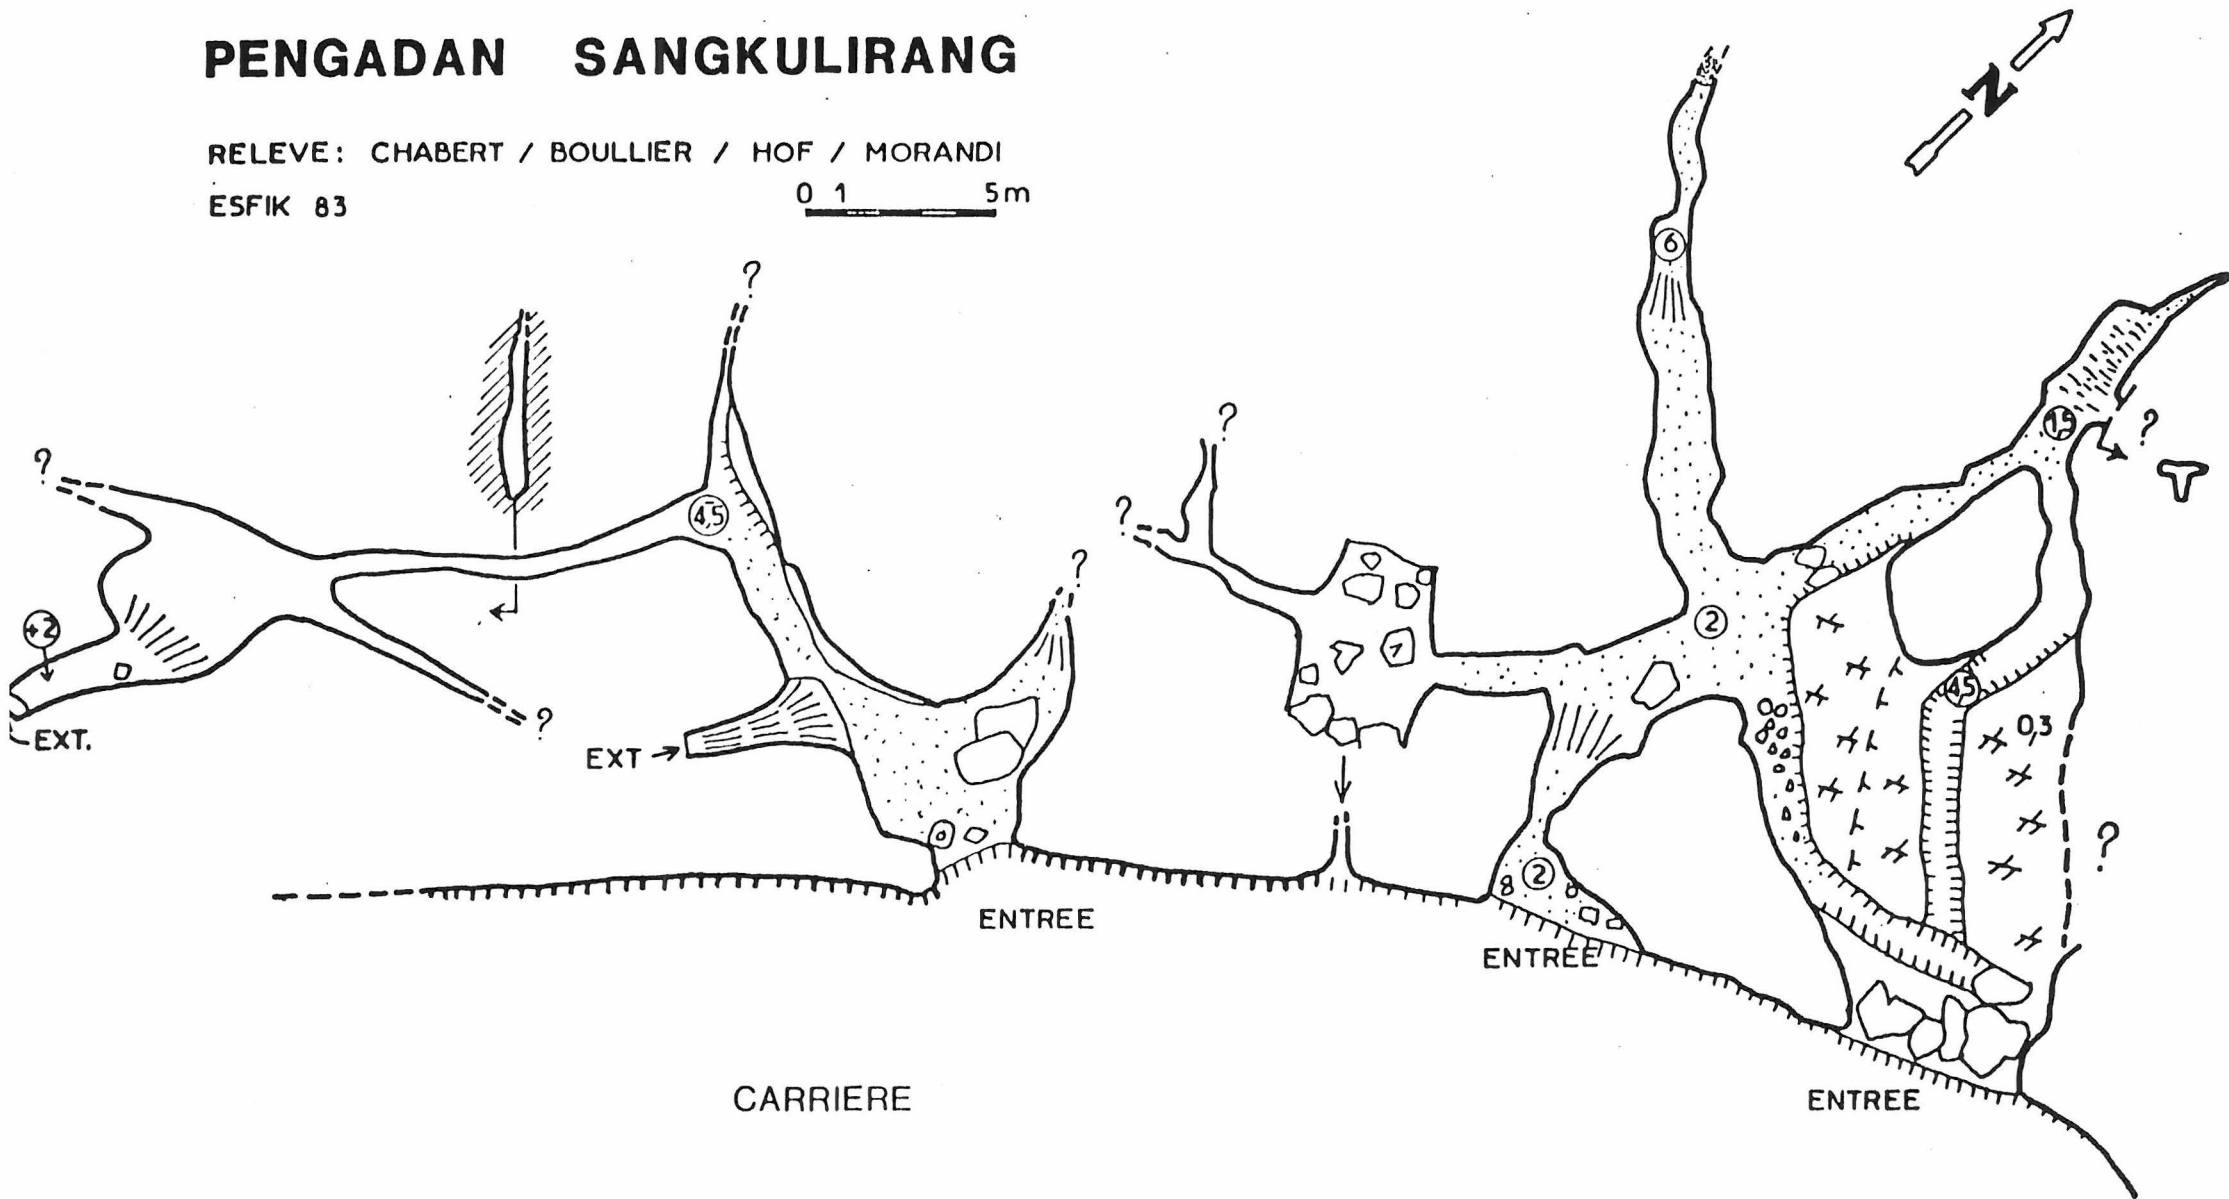 PENGADAN SANGKULIRANG
RELEVE: CHABERT / BOULLIER / HOF / MORANDI
ESFIK 83
0 1 5m
N
?
?
?
?
?
?
?
?
?
6
1,5
4,5
2
+2
4,5
0,3
EXT.
EXT
2
ENTREE
ENTREE
ENTREE
CARRIERE